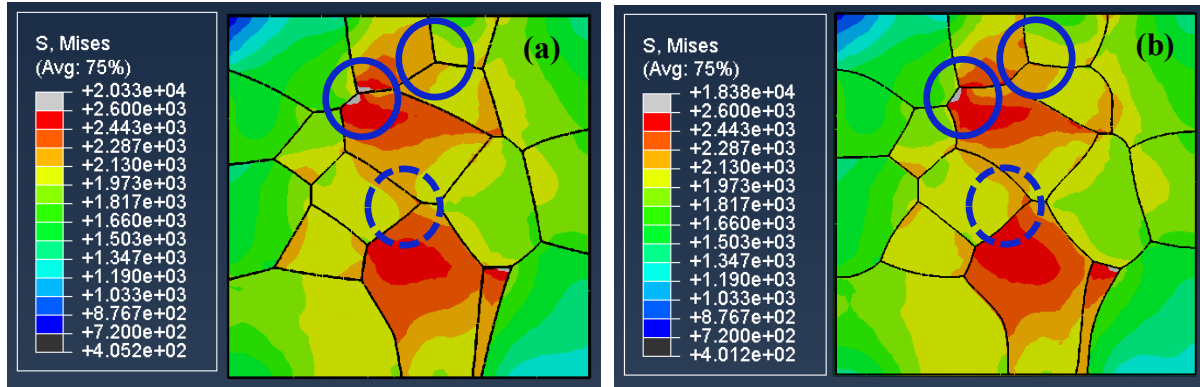 S, Mises
(Avg: 75%)
+2.033e+04
+2.600e+03
+2.443e+03
+2.287e+03
+2.130e+03
+1.973e+03
+1.817e+03
+1.660e+03
+1.503e+03
+1.347e+03
+1.190e+03
+1.033e+03
+8.767e+02
+7.200e+02
+4.052e+02
(a)
S, Mises
(Avg: 75%)
+1.838e+04
+2.600e+03
+2.443e+03
+2.287e+03
+2.130e+03
+1.973e+03
+1.817e+03
+1.660e+03
+1.503e+03
+1.347e+03
+1.190e+03
+1.033e+03
+8.767e+02
+7.200e+02
+4.012e+02
(b)